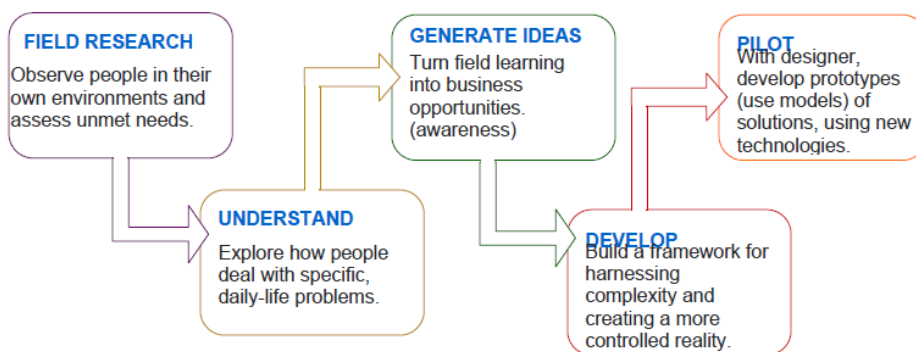 FIELD RESEARCH
Observe people in their
own environments and
assess unmet needs.
UNDERSTAND
Explore how people
deal with specific,
daily-life problems.
GENERATE IDEAS
Turn field learning
into business
opportunities.
(awareness)
DEVELOP
Build a framework for
harnessing
complexity and
creating a more
controlled reality.
PILOT
With designer,
develop prototypes
(use models) of
solutions, using new
technologies.